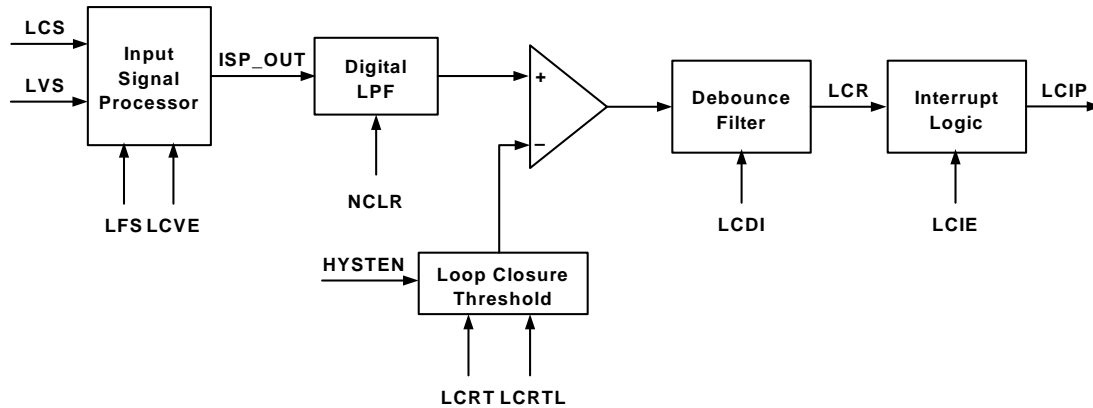 LCS
LVS
Input
Signal
Processor
LFS LCVE
ISP_OUT
Digital
LPF
NCLR
+
−
HYSTEN
Loop Closure
Threshold
LCRT LCRTL
Debounce
Filter
LCDI
LCR
Interrupt
Logic
LCIE
LCIP